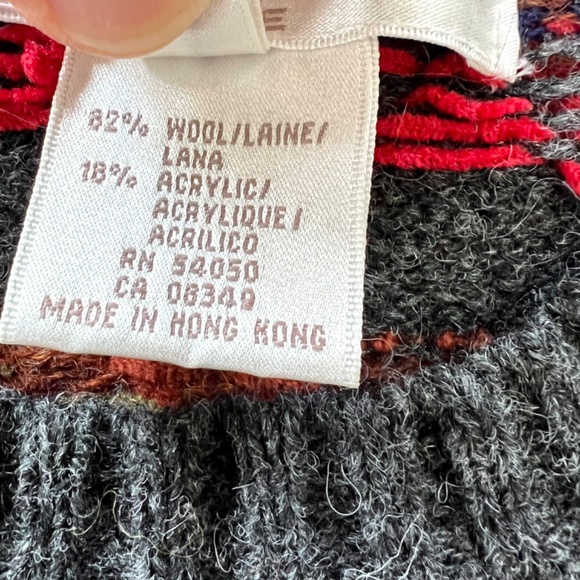 E
82% WOOL/LAINE/
LANA
18% ACRYLIC/
ACRYLIQUE/
ACRILICO
RN 54050
CA 08349
MADE IN HONG KONG